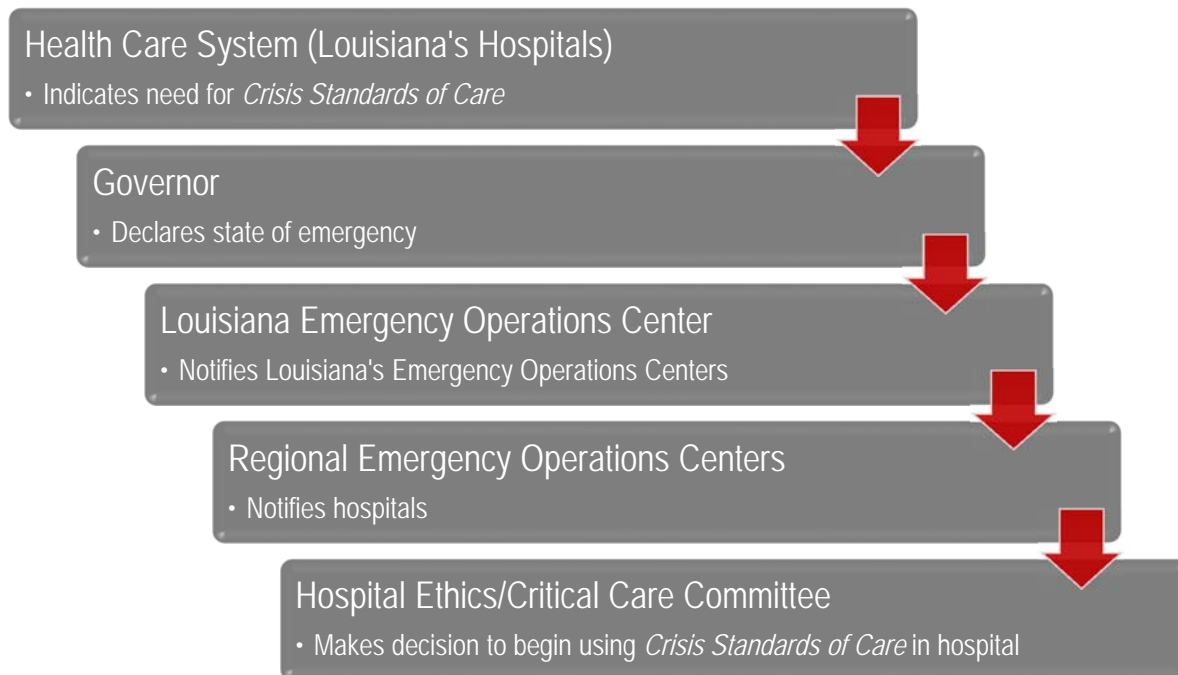 Health Care System (Louisiana's Hospitals)
• Indicates need for Crisis Standards of Care
Governor
• Declares state of emergency
Louisiana Emergency Operations Center
• Notifies Louisiana's Emergency Operations Centers
Regional Emergency Operations Centers
• Notifies hospitals
Hospital Ethics/Critical Care Committee
• Makes decision to begin using Crisis Standards of Care in hospital